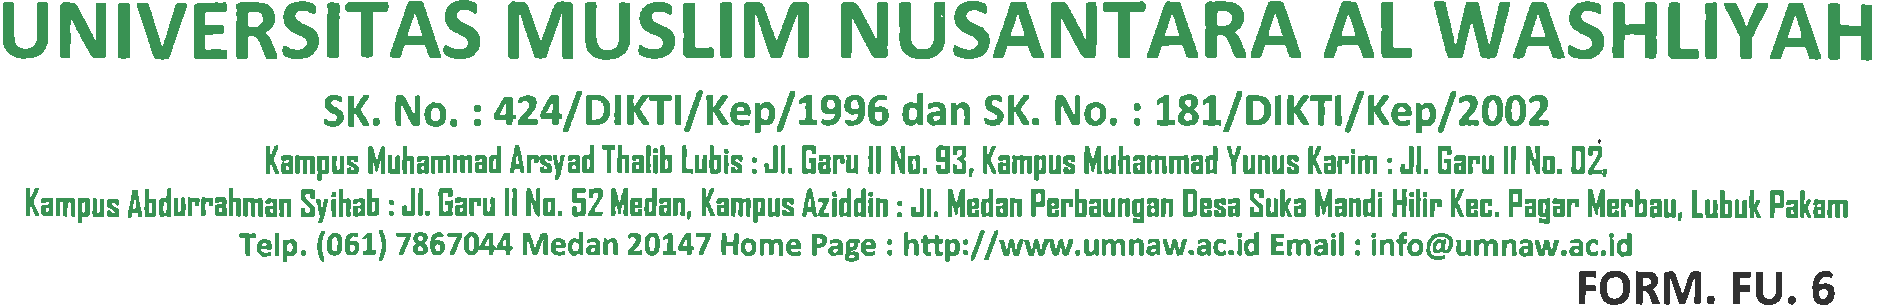 UNIVERSITAS MUSLIM NUSANTARA AL WASHLIYAH
SK. No. : 424/DIKTI/Kep/1996 dan SK. No. : 181/DIKTI/Kep/2002
Kampus Muhammad Arsyad Thalib Lubis : Jl. Garu II No. 93, Kampus Muhammad Yunus Karim : Jl. Garu II No. 02,
Kampus Abdurrahman Syihab : Jl. Garu II No. 52 Medan, Kampus Aziddin : Jl. Medan Perbaungan Desa Suka Mandi Hilir Kec. Pagar Merbau, Lubuk Pakam
Telp. (061) 7867044 Medan 20147 Home Page : http://www.umnaw.ac.id Email : info@umnaw.ac.id
FORM. FU. 6